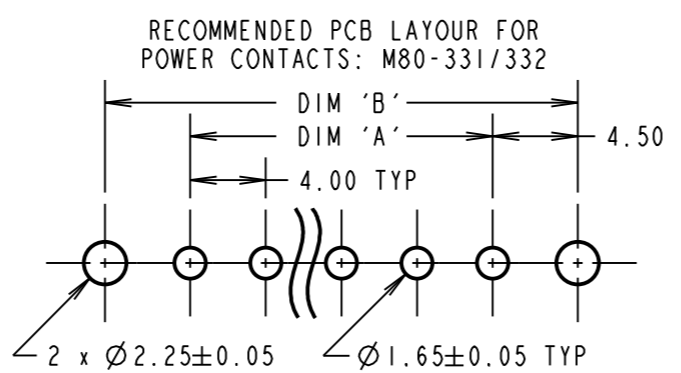 RECOMMENDED PCB LAYOUR FOR
POWER CONTACTS: M80-331/332
DIM 'B'
DIM 'A'
4.50
4.00 TYP
2 x Ø2.25±0.05
Ø1.65±0.05 TYP